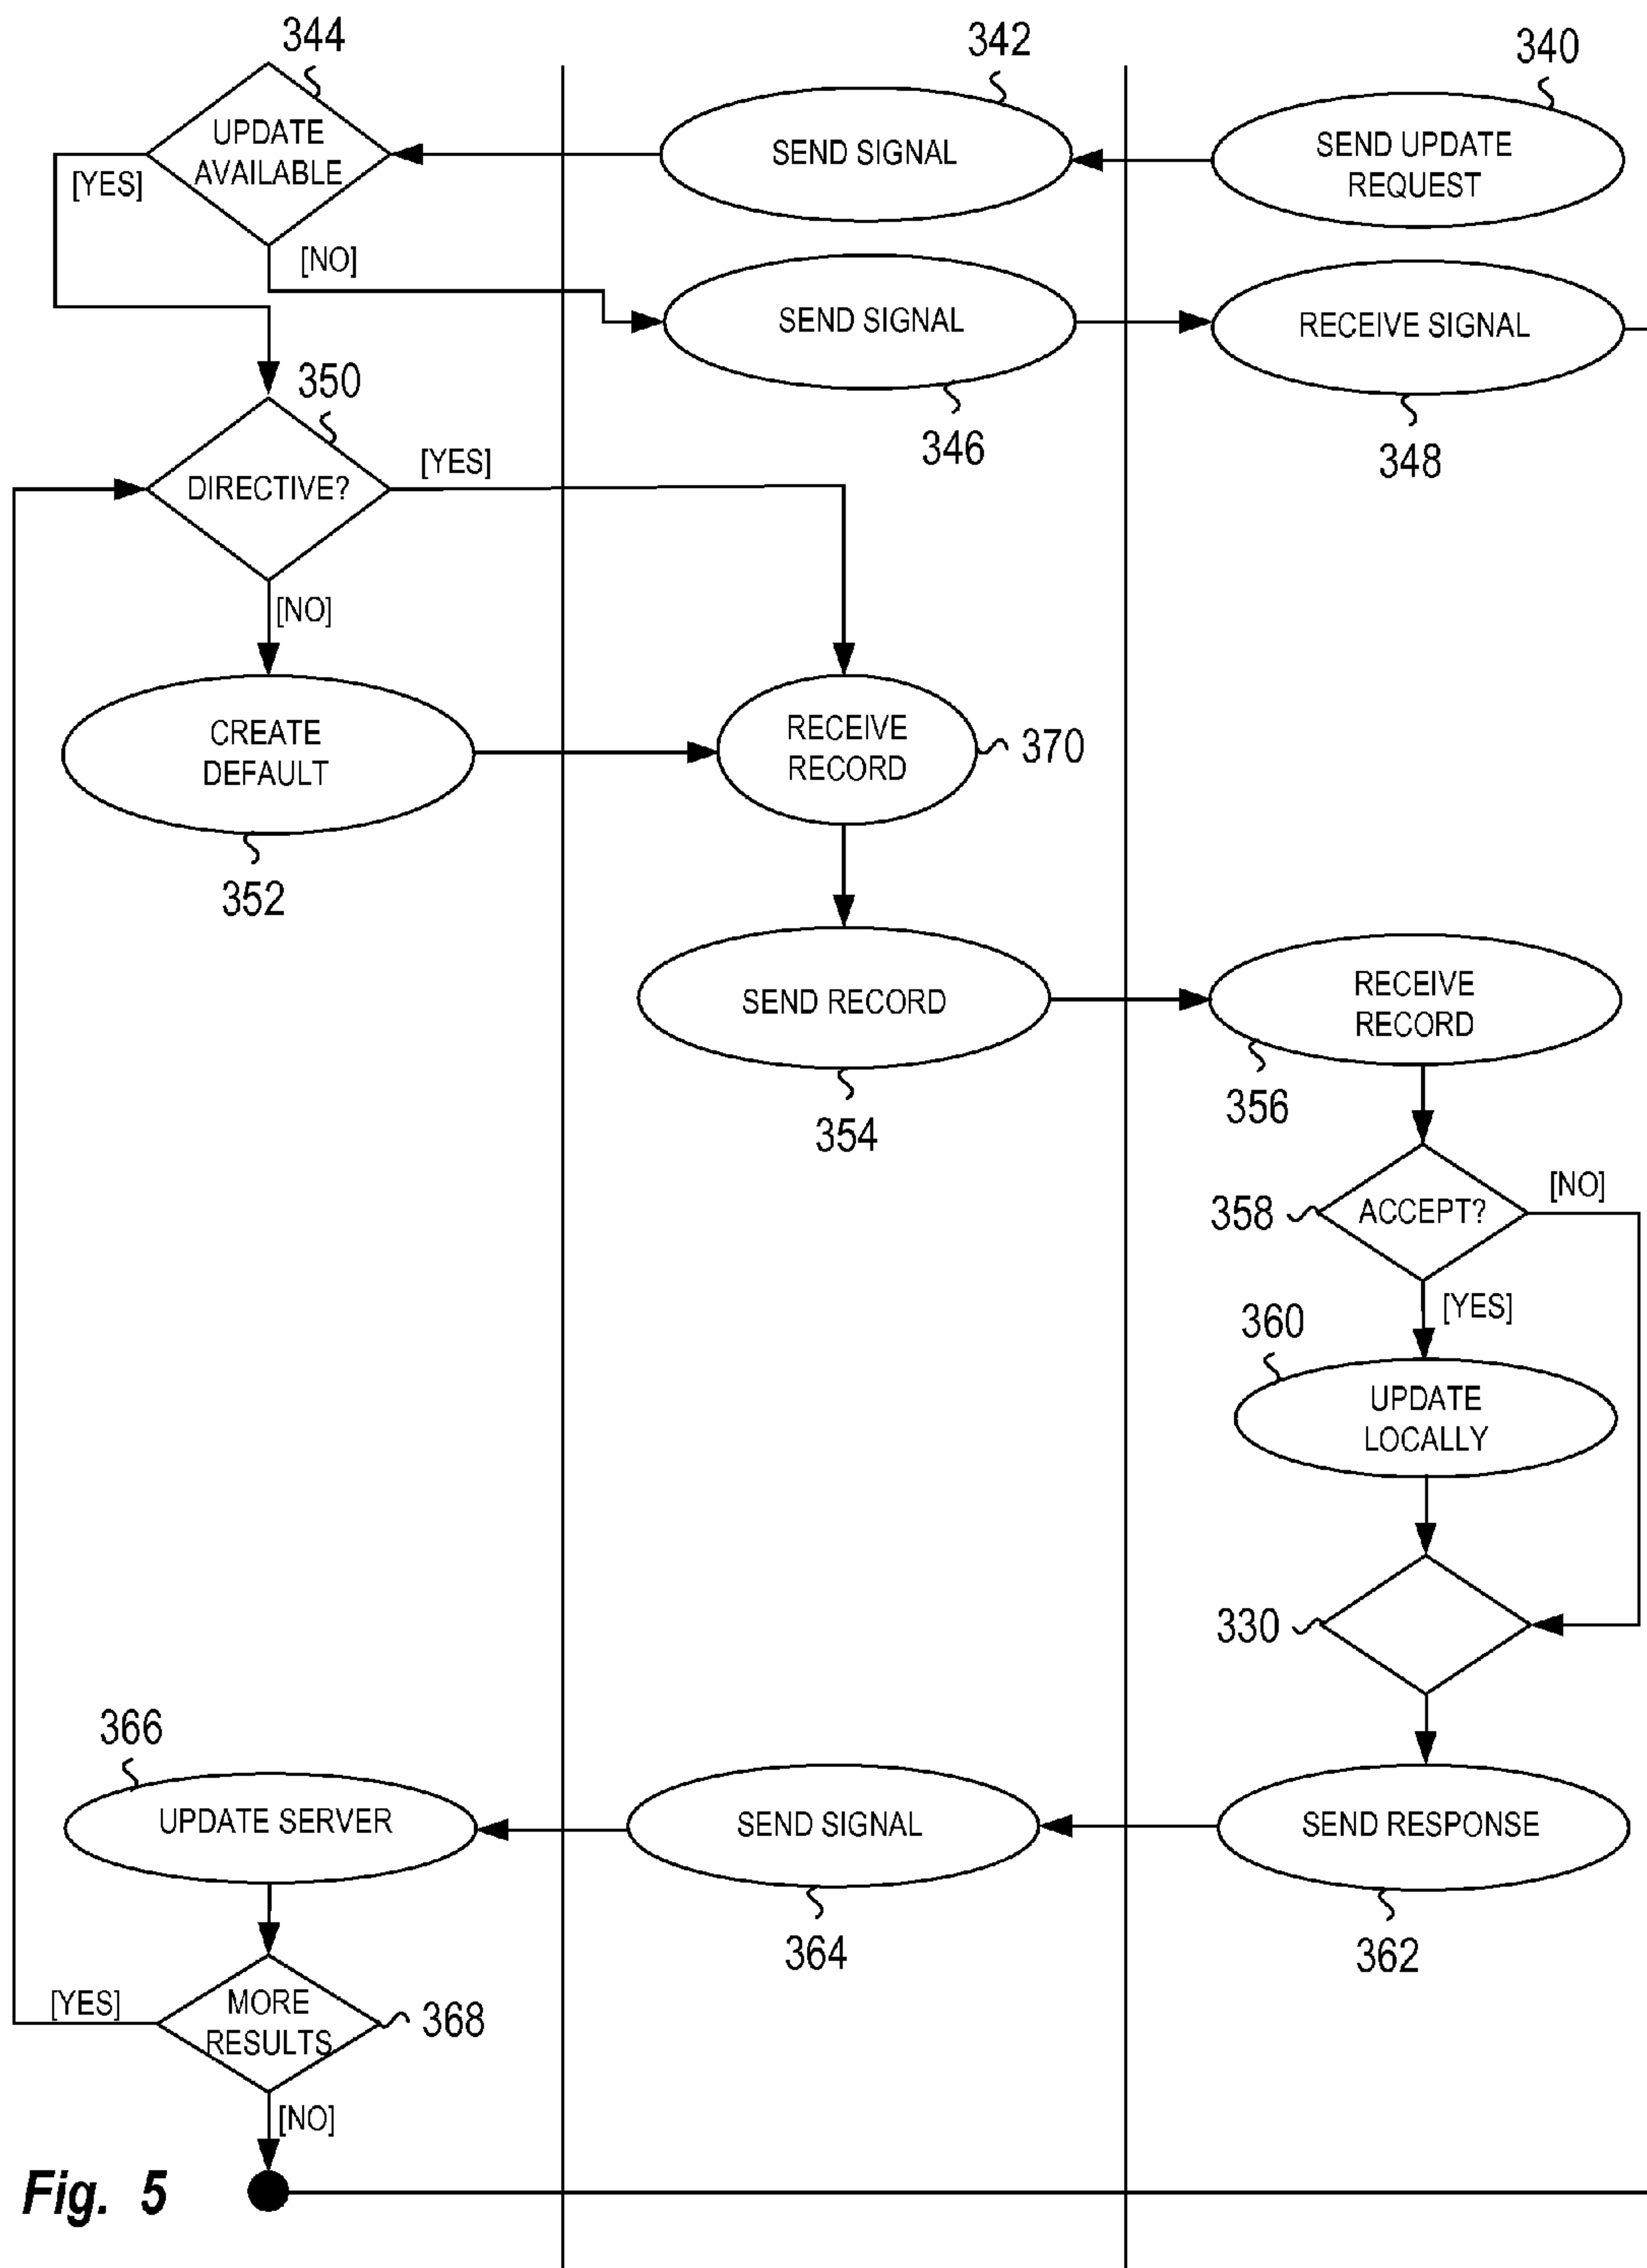 344
342
340
UPDATE
AVAILABLE
SEND SIGNAL
SEND UPDATE
REQUEST
[YES]
[NO]
SEND SIGNAL
RECEIVE SIGNAL
346
348
350
DIRECTIVE?
[YES]
[NO]
CREATE
DEFAULT
352
RECEIVE
RECORD
370
SEND RECORD
354
RECEIVE
RECORD
356
358
ACCEPT?
[NO]
[YES]
360
UPDATE
LOCALLY
330
366
UPDATE SERVER
SEND SIGNAL
SEND RESPONSE
364
362
[YES]
MORE
RESULTS
368
[NO]
Fig. 5